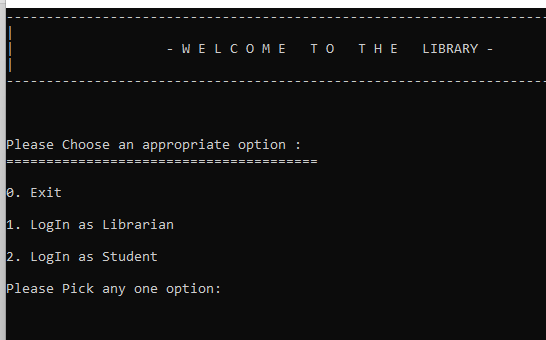 --------------------------------------------------------------------
|
| - W E L C O M E   T O   T H E   LIBRARY -
|
--------------------------------------------------------------------
Please Choose an appropriate option :
=======================================
0. Exit
1. LogIn as Librarian
2. LogIn as Student
Please Pick any one option: